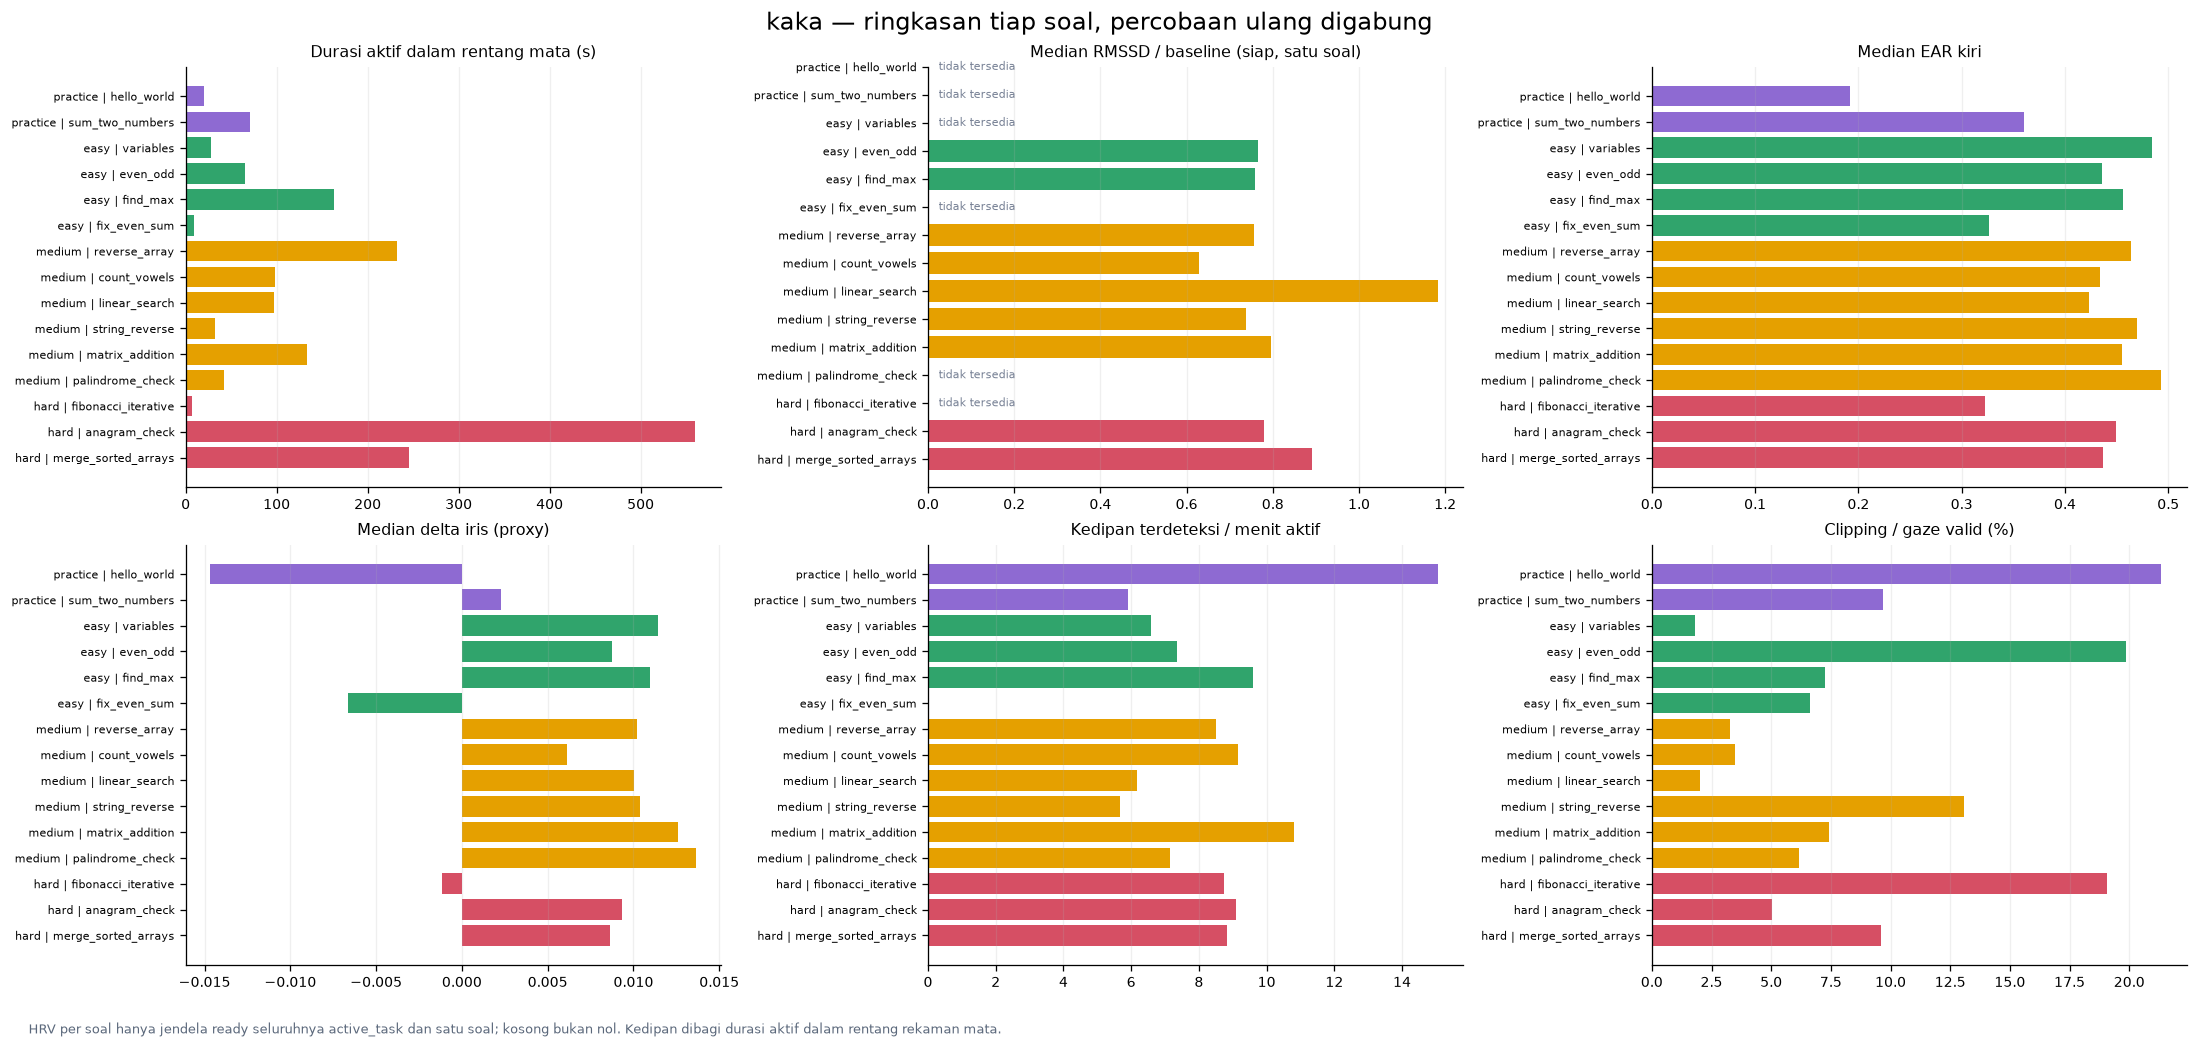 kaka — ringkasan tiap soal, percobaan ulang digabung
Durasi aktif dalam rentang mata (s)
practice | hello_world
practice | sum_two_numbers
easy | variables
easy | even_odd
easy | find_max
easy | fix_even_sum
medium | reverse_array
medium | count_vowels
medium | linear_search
medium | string_reverse
medium | matrix_addition
medium | palindrome_check
hard | fibonacci_iterative
hard | anagram_check
hard | merge_sorted_arrays
0 100 200 300 400 500
Median RMSSD / baseline (siap, satu soal)
practice | hello_world tidak tersedia
practice | sum_two_numbers tidak tersedia
easy | variables tidak tersedia
easy | even_odd
easy | find_max
easy | fix_even_sum tidak tersedia
medium | reverse_array
medium | count_vowels
medium | linear_search
medium | string_reverse
medium | matrix_addition
medium | palindrome_check tidak tersedia
hard | fibonacci_iterative tidak tersedia
hard | anagram_check
hard | merge_sorted_arrays
0.0 0.2 0.4 0.6 0.8 1.0 1.2
Median EAR kiri
practice | hello_world
practice | sum_two_numbers
easy | variables
easy | even_odd
easy | find_max
easy | fix_even_sum
medium | reverse_array
medium | count_vowels
medium | linear_search
medium | string_reverse
medium | matrix_addition
medium | palindrome_check
hard | fibonacci_iterative
hard | anagram_check
hard | merge_sorted_arrays
0.0 0.1 0.2 0.3 0.4 0.5
Median delta iris (proxy)
practice | hello_world
practice | sum_two_numbers
easy | variables
easy | even_odd
easy | find_max
easy | fix_even_sum
medium | reverse_array
medium | count_vowels
medium | linear_search
medium | string_reverse
medium | matrix_addition
medium | palindrome_check
hard | fibonacci_iterative
hard | anagram_check
hard | merge_sorted_arrays
−0.015 −0.010 −0.005 0.000 0.005 0.010 0.015
Kedipan terdeteksi / menit aktif
practice | hello_world
practice | sum_two_numbers
easy | variables
easy | even_odd
easy | find_max
easy | fix_even_sum
medium | reverse_array
medium | count_vowels
medium | linear_search
medium | string_reverse
medium | matrix_addition
medium | palindrome_check
hard | fibonacci_iterative
hard | anagram_check
hard | merge_sorted_arrays
0 2 4 6 8 10 12 14
Clipping / gaze valid (%)
practice | hello_world
practice | sum_two_numbers
easy | variables
easy | even_odd
easy | find_max
easy | fix_even_sum
medium | reverse_array
medium | count_vowels
medium | linear_search
medium | string_reverse
medium | matrix_addition
medium | palindrome_check
hard | fibonacci_iterative
hard | anagram_check
hard | merge_sorted_arrays
0.0 2.5 5.0 7.5 10.0 12.5 15.0 17.5 20.0
HRV per soal hanya jendela ready seluruhnya active_task dan satu soal; kosong bukan nol. Kedipan dibagi durasi aktif dalam rentang rekaman mata.